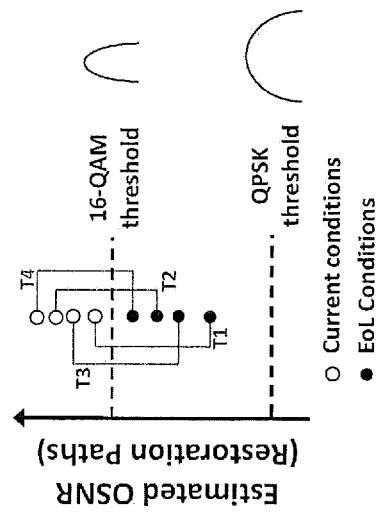 Estimated OSNR
(Restoration Paths)
T4
T2
T3
T1
16-QAM
threshold
QPSK
threshold
Current conditions
EoL Conditions